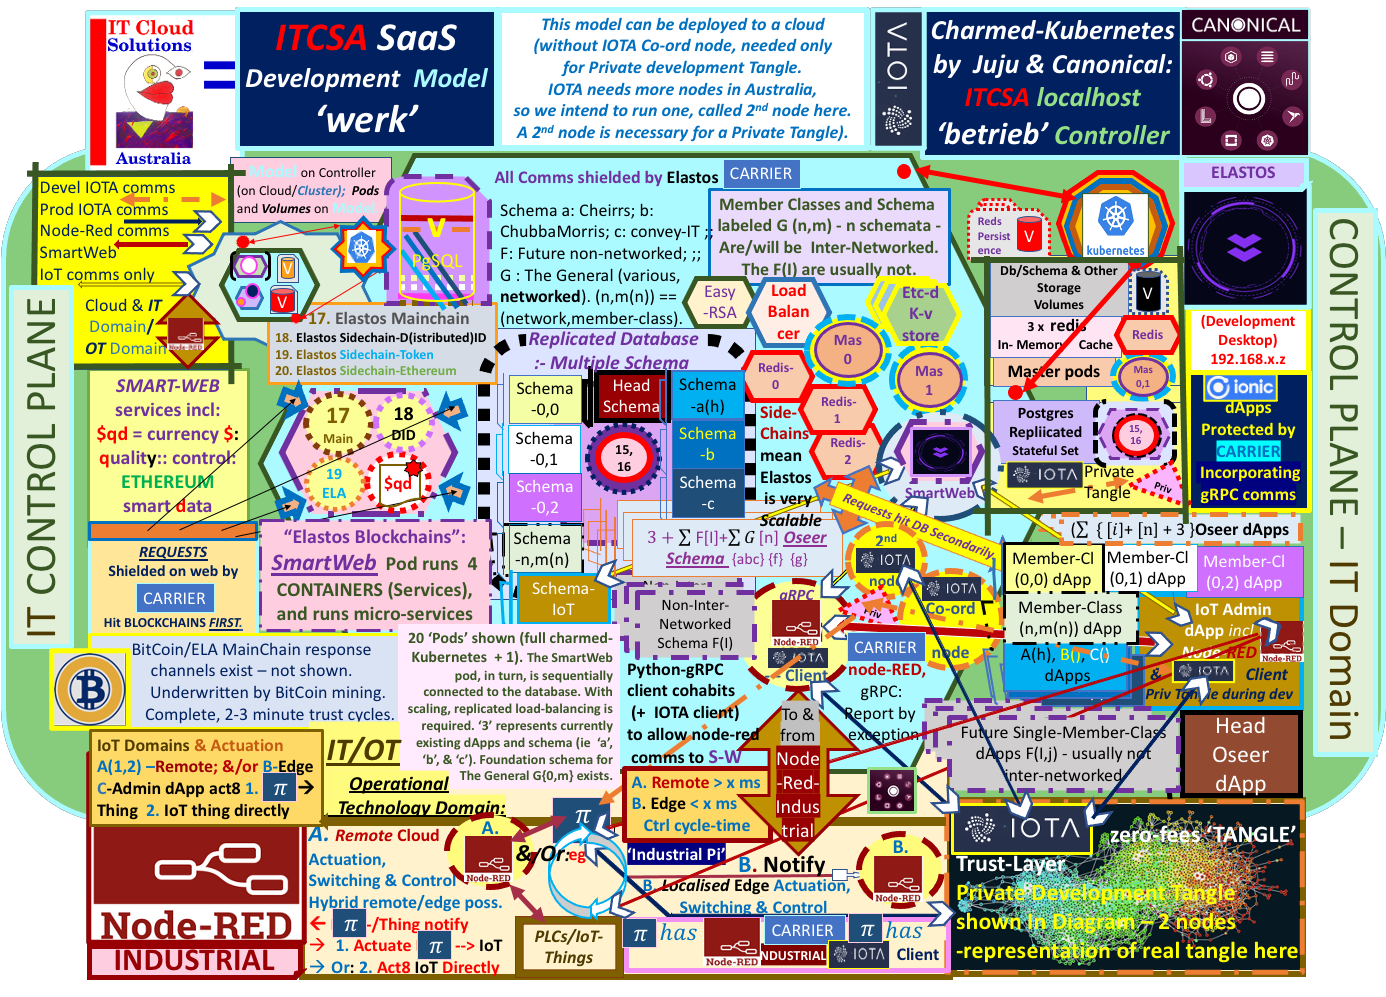 IT Cloud
Solutions
Australia
ITCSA SaaS
Development Model
‘werk’
This model can be deployed to a cloud
(without IOTA Co-ord node, needed only
for Private development Tangle.
IOTA needs more nodes in Australia,
so we intend to run one, called 2nd node here.
A 2nd node is necessary for a Private Tangle).
IOTA
Charmed-Kubernetes
by Juju & Canonical:
ITCSA localhost
‘betrieb’ Controller
CANONICAL
IT CONTROL PLANE
CONTROL PLANE – IT Domain
Devel IOTA comms
Prod IOTA comms
Node-Red comms
SmartWeb
IoT comms only
Cloud & IT
Domain/
OT Domain
Node-RED
Model on Controller
(on Cloud/Cluster); Pods
and Volumes on Model
V
V
V
PgSQL
All Comms shielded by Elastos
CARRIER
Schema a: Cheirrs; b:
ChubbaMorris; c: convey-IT ;;
F: Future non-networked; ;;
G : The General (various,
networked). (n,m(n)) ==
(network,member-class).
Member Classes and Schema
labeled G (n,m) - n schemata -
Are/will be Inter-Networked.
The F(I) are usually not.
Reds
Persist
ence
V
kubernetes
ELASTOS
17. Elastos Mainchain
18. Elastos Sidechain-D(istributed)ID
19. Elastos Sidechain-Token
20. Elastos Sidechain-Ethereum
Easy
-RSA
Load
Balan
cer
Etc-d
K-v
store
Mas
0
Mas
1
Redis-
0
Redis-
1
Redis-
2
Db/Schema & Other
Storage
Volumes
V
3 x redis
In- Memory Cache
Redis
Master pods
Mas
0,1
Postgres
Repliicated
Stateful Set
15,
16
IOTA
Private
Tangle
Priv
(Development
Desktop)
192.168.x.z
ionic
dApps
Protected by
CARRIER
Incorporating
gRPC comms
SMART-WEB
services incl:
$qd = currency $:
quality:: control:
ETHEREUM
smart data
17
Main
18
DID
19
ELA
$qd
Replicated Database
:- Multiple Schema
Schema
-0,0
Schema
-0,1
Schema
-0,2
Schema
-n,m(n)
Schema-
IoT
Head
Schema
15,
16
Schema
-a(h)
Schema
-b
Schema
-c
Side-
Chains
mean
Elastos
is very
Scalable
SmartWeb
Requests hit DB Secondarily
3 + ∑ F[I]+∑ G [n] Oseer
Schema {abc} {f} {g}
REQUESTS
Shielded on web by
CARRIER
Hit BLOCKCHAINS FIRST.
“Elastos Blockchains”:
SmartWeb Pod runs 4
CONTAINERS (Services),
and runs micro-services
Non-Inter-
Networked
Schema F(I)
gRPC
Node-RED
IOTA
Client
2nd
IOTA
node
Priv
IOTA
Co-ord
node
(∑ { [i]+ [n] + 3 }Oseer dApps
Member-Cl
(0,0) dApp
Member-Cl
(0,1) dApp
Member-Cl
(0,2) dApp
Member-Class
(n,m(n)) dApp
A(h), B(), C()
dApps
IoT Admin
dApp incl
Node-RED
Node-RED
IOTA
& Client
Priv Tangle during dev
BitCoin/ELA MainChain response
channels exist – not shown.
Underwritten by BitCoin mining.
Complete, 2-3 minute trust cycles.
20 ‘Pods’ shown (full charmed-
Kubernetes + 1). The SmartWeb
pod, in turn, is sequentially
connected to the database. With
scaling, replicated load-balancing is
required. ‘3’ represents currently
existing dApps and schema (ie ‘a’,
‘b’, & ‘c’). Foundation schema for
The General G{0,m} exists.
Python-gRPC
client cohabits
(+ IOTA client)
to allow node-red
comms to S-W
CARRIER
node-RED,
gRPC:
Report by
exception
To &
from
Node
-Red-
Indus
trial
Future Single-Member-Class
dApps F(I,j) - usually not
inter-networked
Head
Oseer
dApp
IoT Domains & Actuation
A(1,2) –Remote; &/or B-Edge
C-Admin dApp act8 1. π →
Thing 2. IoT thing directly
IT/OT
Operational
Technology Domain:
A. Remote > x ms
B. Edge < x ms
Ctrl cycle-time
‘Industrial Pi’
π
Node-RED
INDUSTRIAL
A. Remote Cloud
Actuation,
Switching & Control
Hybrid remote/edge poss.
← π -/Thing notify
→ 1. Actuate π --> IoT
→ Or: 2. Act8 IoT Directly
A.
Node-RED
&/Or:eg
PLCs/IoT-
Things
B. Notify
B. Localised Edge Actuation,
Switching & Control
B.
Node-RED
π has
Node-RED
INDUSTRIAL
CARRIER
π has
IOTA
Client
IOTA
zero-fees ‘TANGLE’
Trust-Layer
Private Development Tangle
shown in Diagram – 2 nodes
-representation of real tangle here